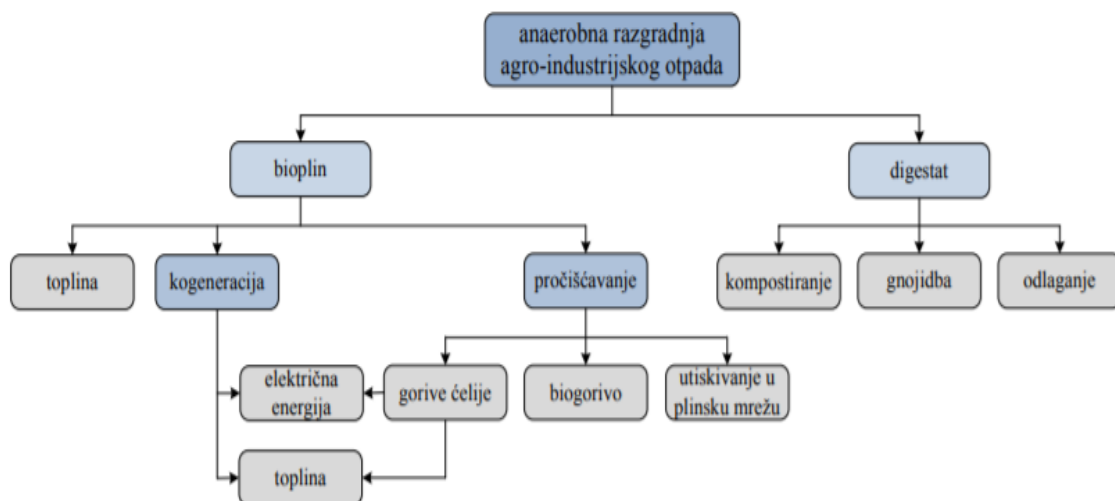 anaerobna razgradnja
agro-industrijskog otpada
bioplin
digestat
toplina
kogeneracija
pročišćavanje
kompostiranje
gnojidba
odlaganje
električna
energija
gorive ćelije
biogorivo
utiskivanje u
plinsku mrežu
toplina